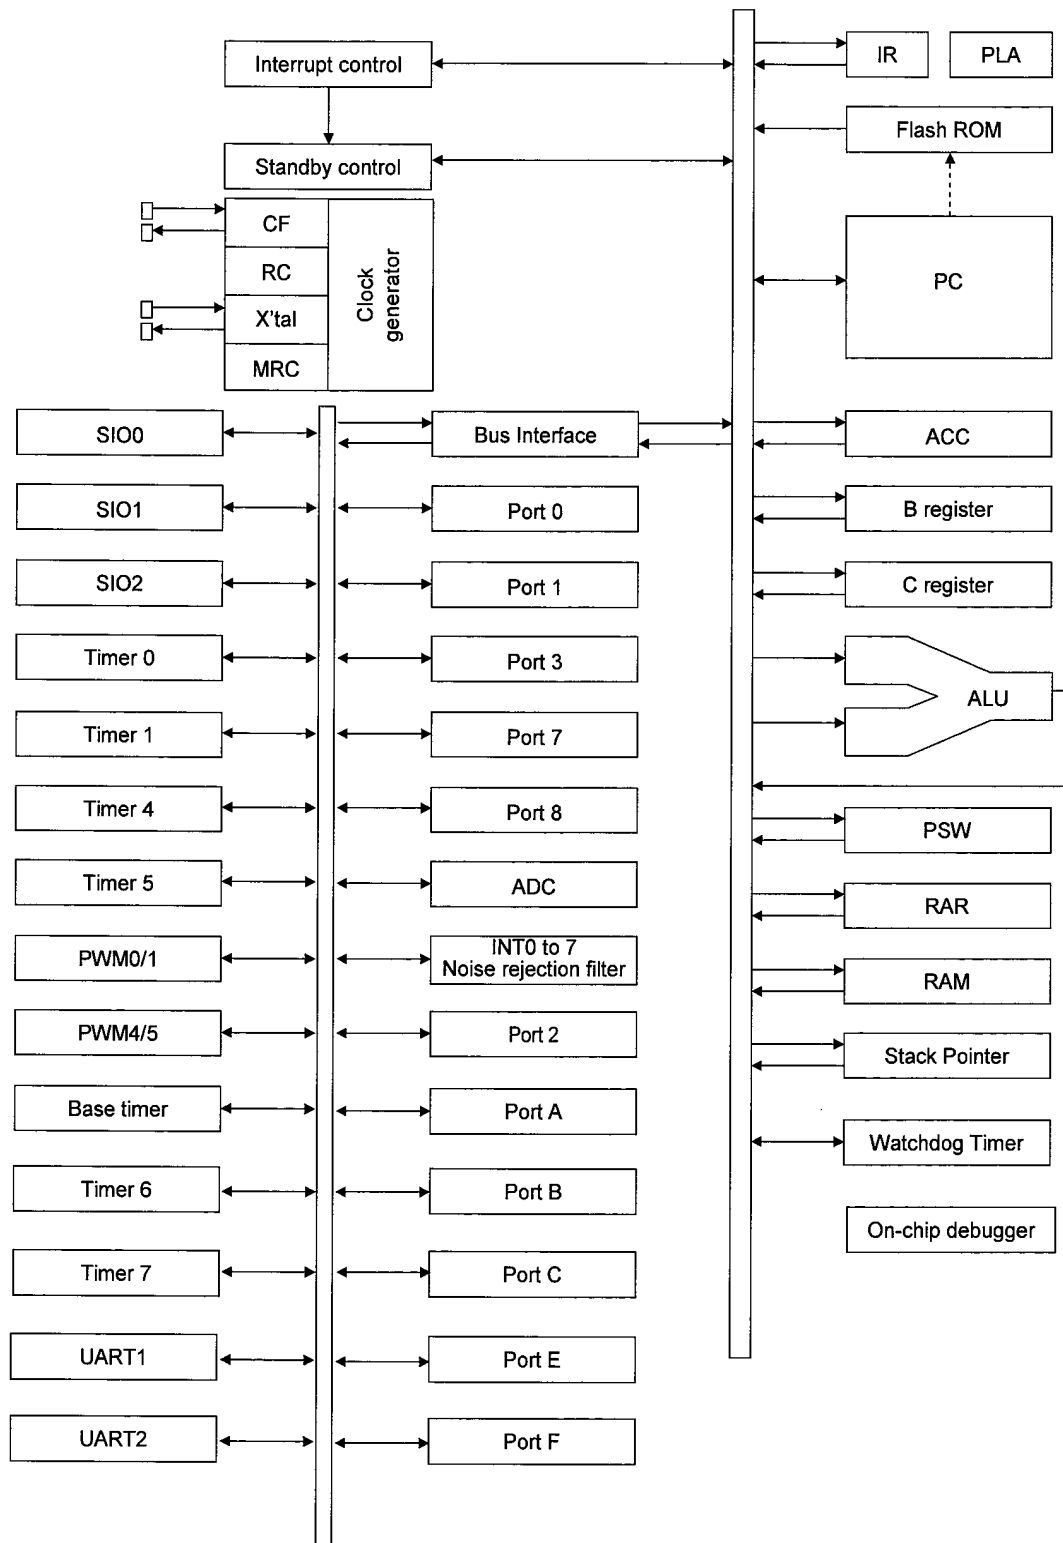 Interrupt control
Standby control
CF
RC
X'tal
MRC
Clock
generator
IR
PLA
Flash ROM
PC
SIO0
SIO1
SIO2
Timer 0
Timer 1
Timer 4
Timer 5
PWM0/1
PWM4/5
Base timer
Timer 6
Timer 7
UART1
UART2
Bus Interface
Port 0
Port 1
Port 3
Port 7
Port 8
ADC
INT0 to 7
Noise rejection filter
Port 2
Port A
Port B
Port C
Port E
Port F
ACC
B register
C register
ALU
PSW
RAR
RAM
Stack Pointer
Watchdog Timer
On-chip debugger